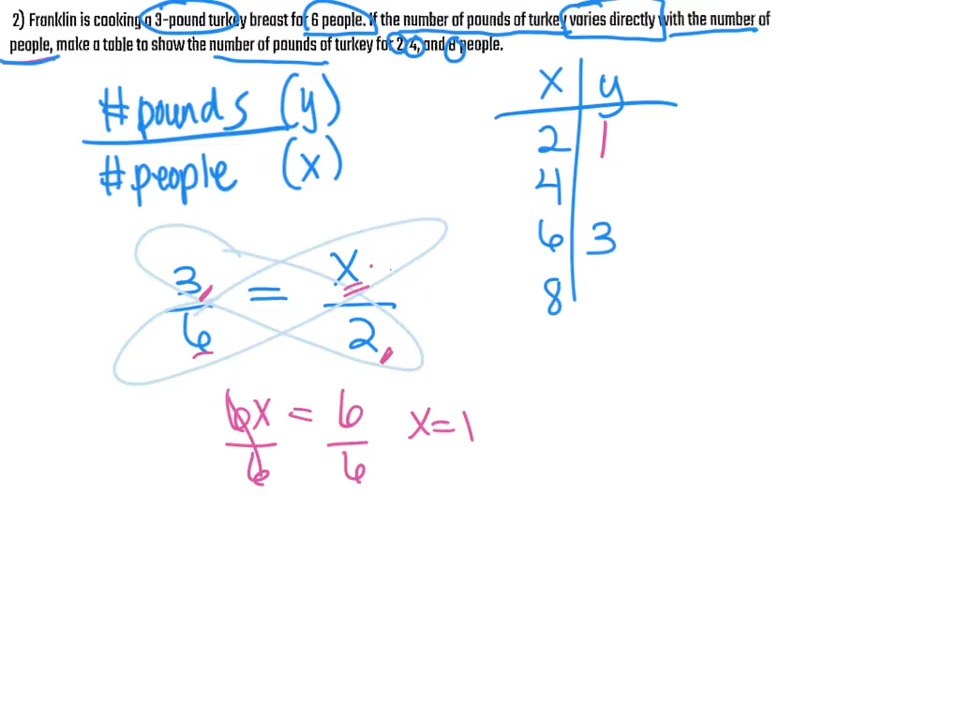 2) Franklin is cooking a 3-pound turkey breast for 6 people. If the number of pounds of turkey varies directly with the number of
people, make a table to show the number of pounds of turkey for 2, 4, and 8 people.
#pounds (y)
#people (x)
x y
2 1
4
6 3
8
3 = x
6 2
6x = 6 x=1
6 6